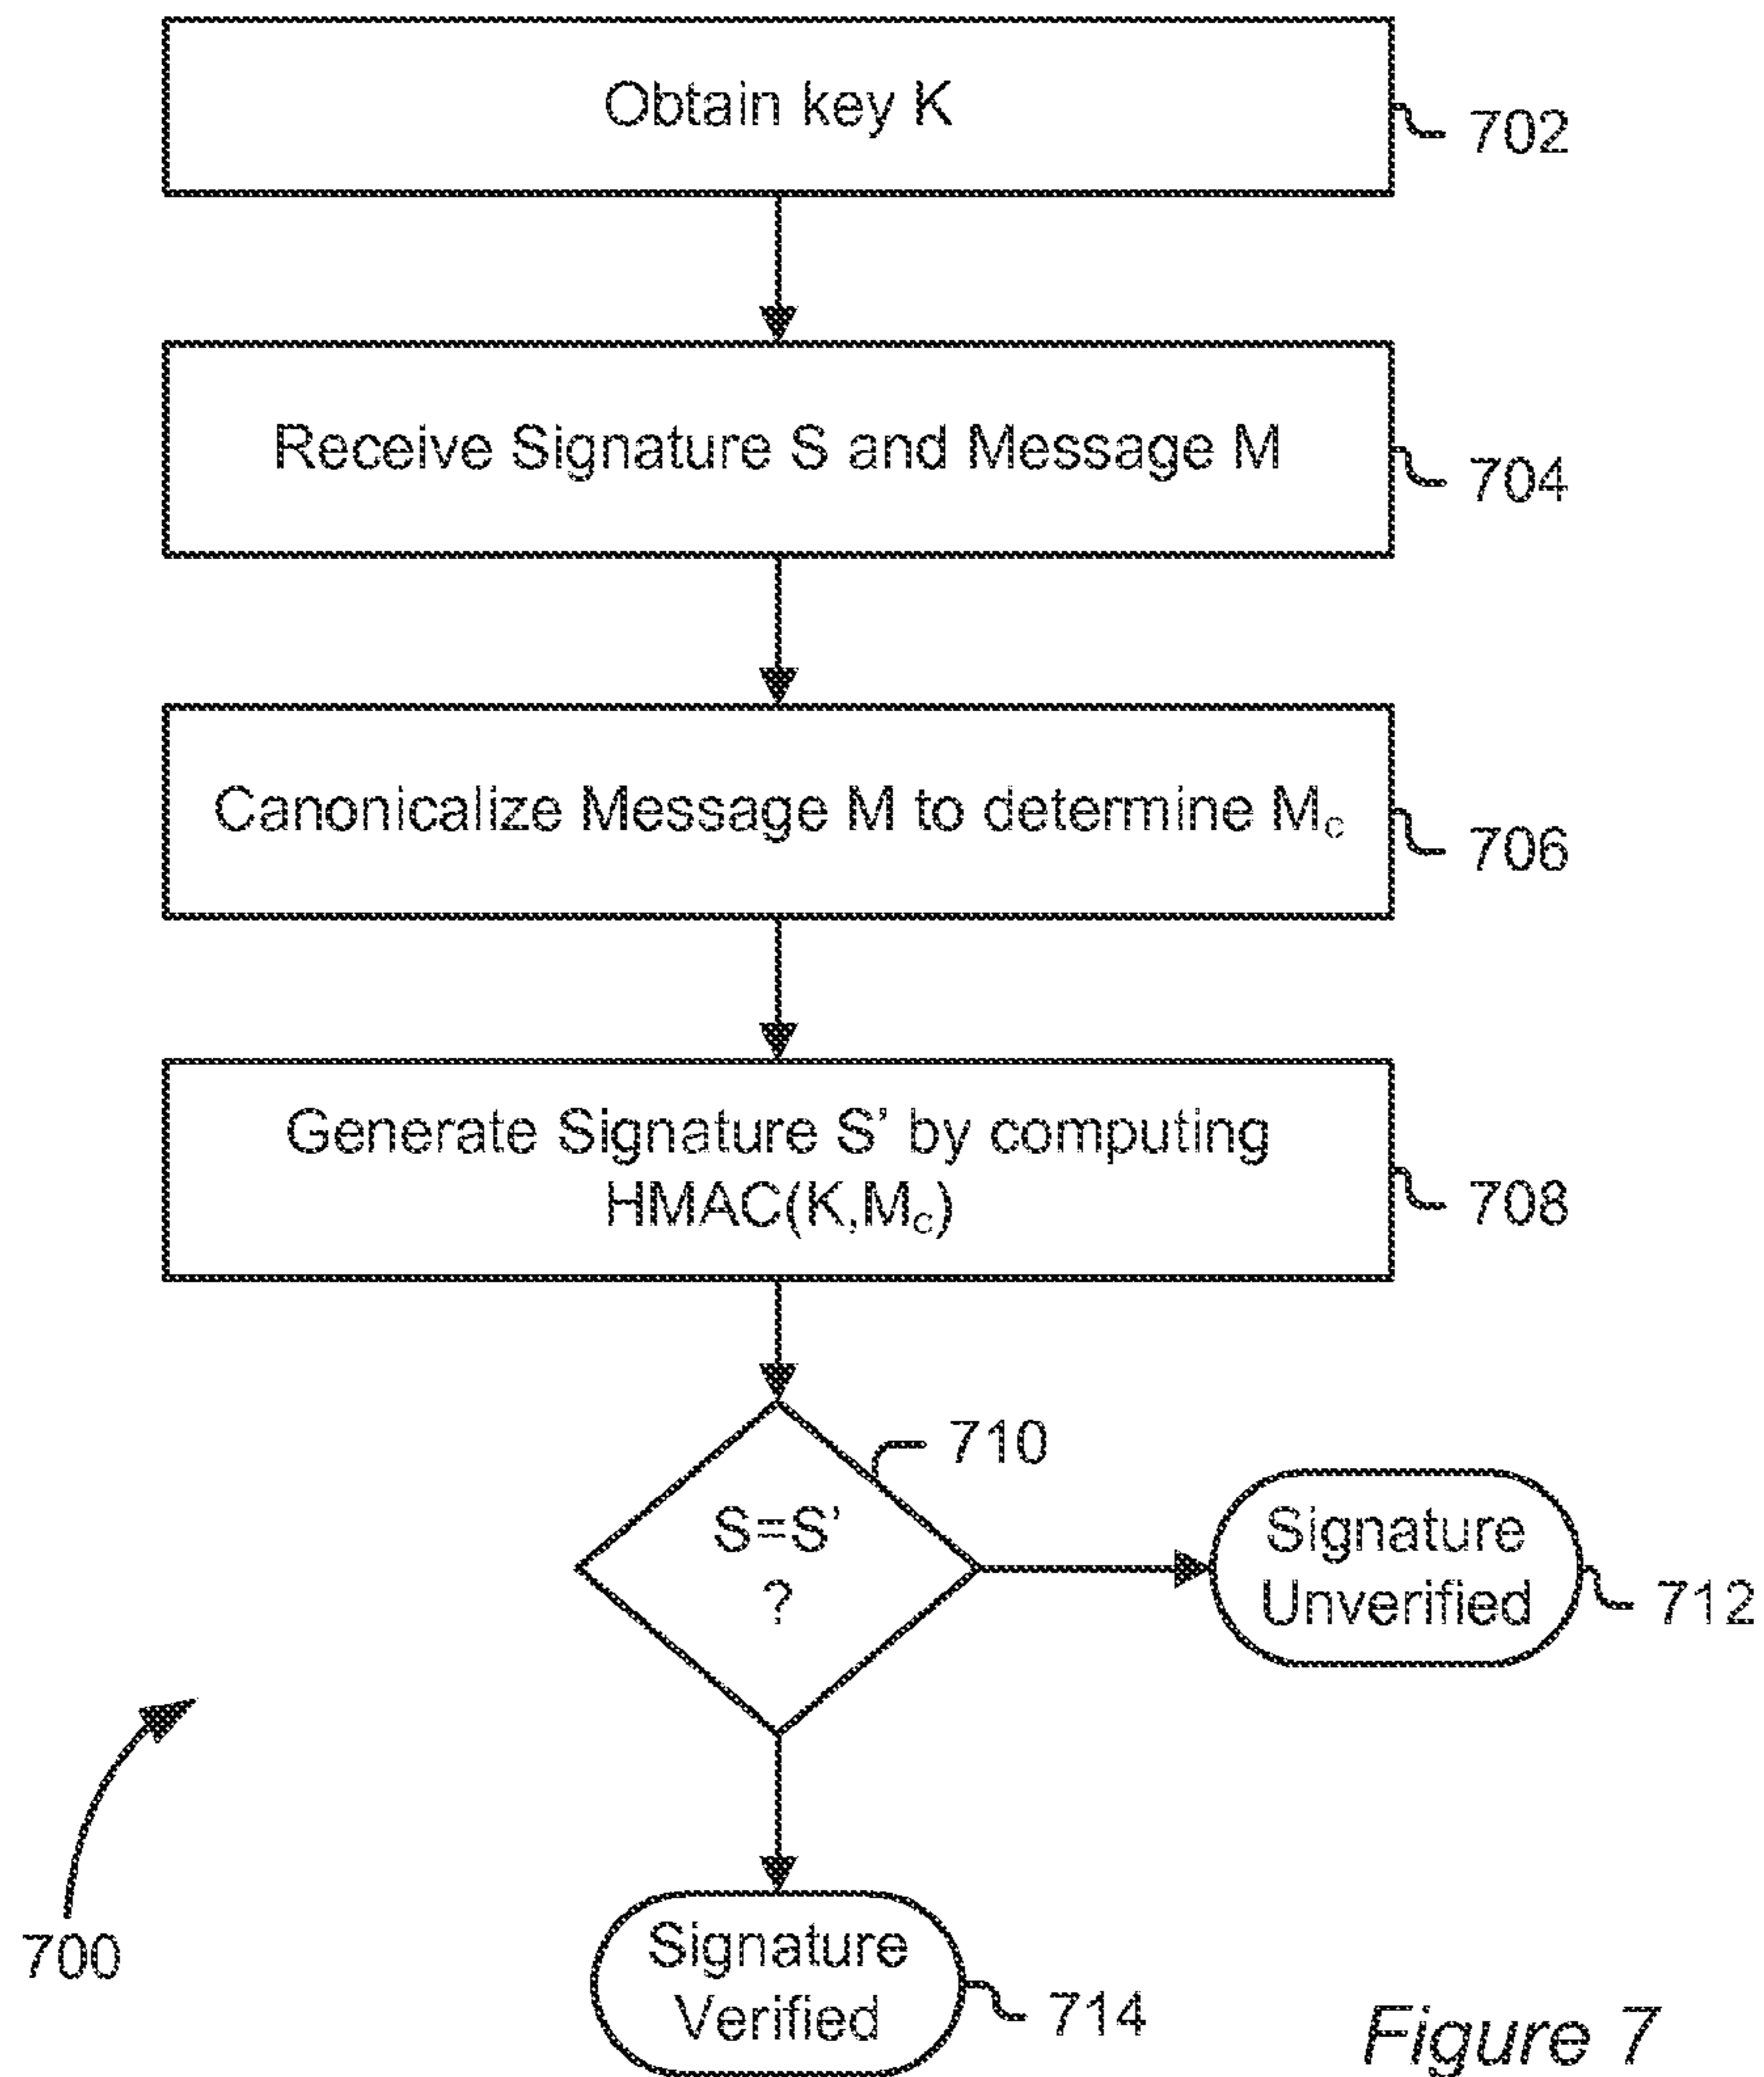 Obtain key K
702
Receive Signature S and Message M
704
Canonicalize Message M to determine Mc
706
Generate Signature S’ by computing
HMAC(K,Mc)
708
710
S=S’
?
Signature
Unverified
712
700
Signature
Verified
714
Figure 7